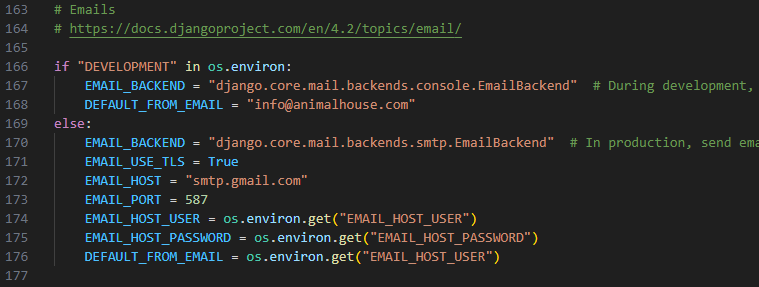 163 # Emails
164 # https://docs.djangoproject.com/en/4.2/topics/email/
165
166 if "DEVELOPMENT" in os.environ:
167 EMAIL_BACKEND = "django.core.mail.backends.console.EmailBackend" # During development,
168 DEFAULT_FROM_EMAIL = "info@animalhouse.com"
169 else:
170 EMAIL_BACKEND = "django.core.mail.backends.smtp.EmailBackend" # In production, send ema
171 EMAIL_USE_TLS = True
172 EMAIL_HOST = "smtp.gmail.com"
173 EMAIL_PORT = 587
174 EMAIL_HOST_USER = os.environ.get("EMAIL_HOST_USER")
175 EMAIL_HOST_PASSWORD = os.environ.get("EMAIL_HOST_PASSWORD")
176 DEFAULT_FROM_EMAIL = os.environ.get("EMAIL_HOST_USER")
177